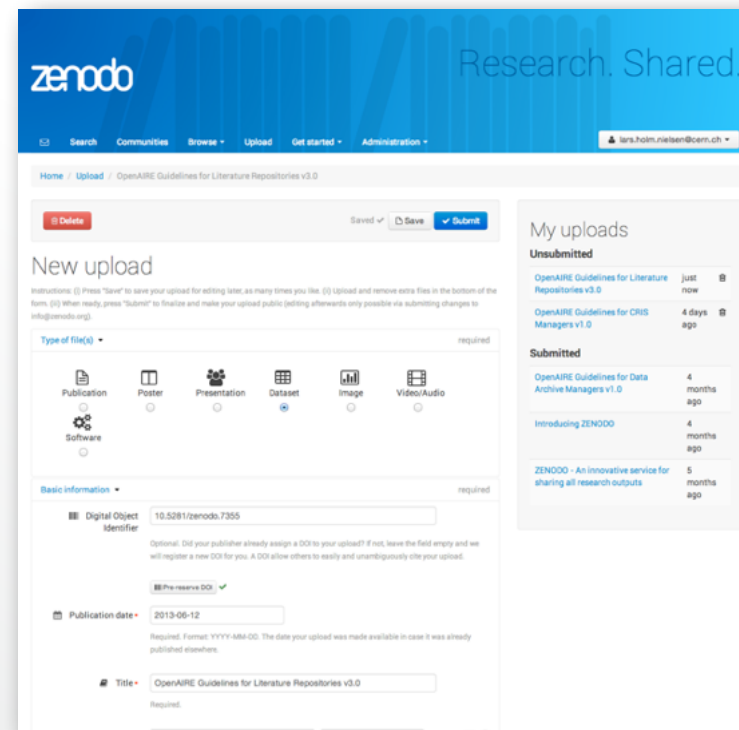 zenodo
Research. Shared.
Search Communities Browse Upload Get started Administration
lars.holm.nielsen@cern.ch
Home / Upload / OpenAIRE Guidelines for Literature Repositories v3.0
Delete
Saved Save Submit
New upload
Instructions: (i) Press "Save" to save your upload for editing later, as many times you like. (ii) Upload and remove extra files in the bottom of the
form. (iii) When ready, press "Submit" to finalize and make your upload public (editing afterwards only possible via submitting changes to
info@zenodo.org).
Type of file(s) required
Publication Poster Presentation Dataset Image Video/Audio
Software
Basic information required
Digital Object
Identifier
10.5281/zenodo.7355
Optional. Did your publisher already assign a DOI to your upload? If not, leave the field empty and we
will register a new DOI for you. A DOI allow others to easily and unambiguously cite your upload.
Pre-reserve DOI
Publication date* 2013-06-12
Required. Format: YYYY-MM-DD. The date your upload was made available in case it was already
published elsewhere.
Title* OpenAIRE Guidelines for Literature Repositories v3.0
Required.
My uploads
Unsubmitted
OpenAIRE Guidelines for Literature just
Repositories v3.0 now
OpenAIRE Guidelines for CRIS 4 days
Managers v1.0 ago
Submitted
OpenAIRE Guidelines for Data 4
Archive Managers v1.0 months
ago
Introducing ZENODO 4
months
ago
ZENODO - An innovative service for 5
sharing all research outputs months
ago